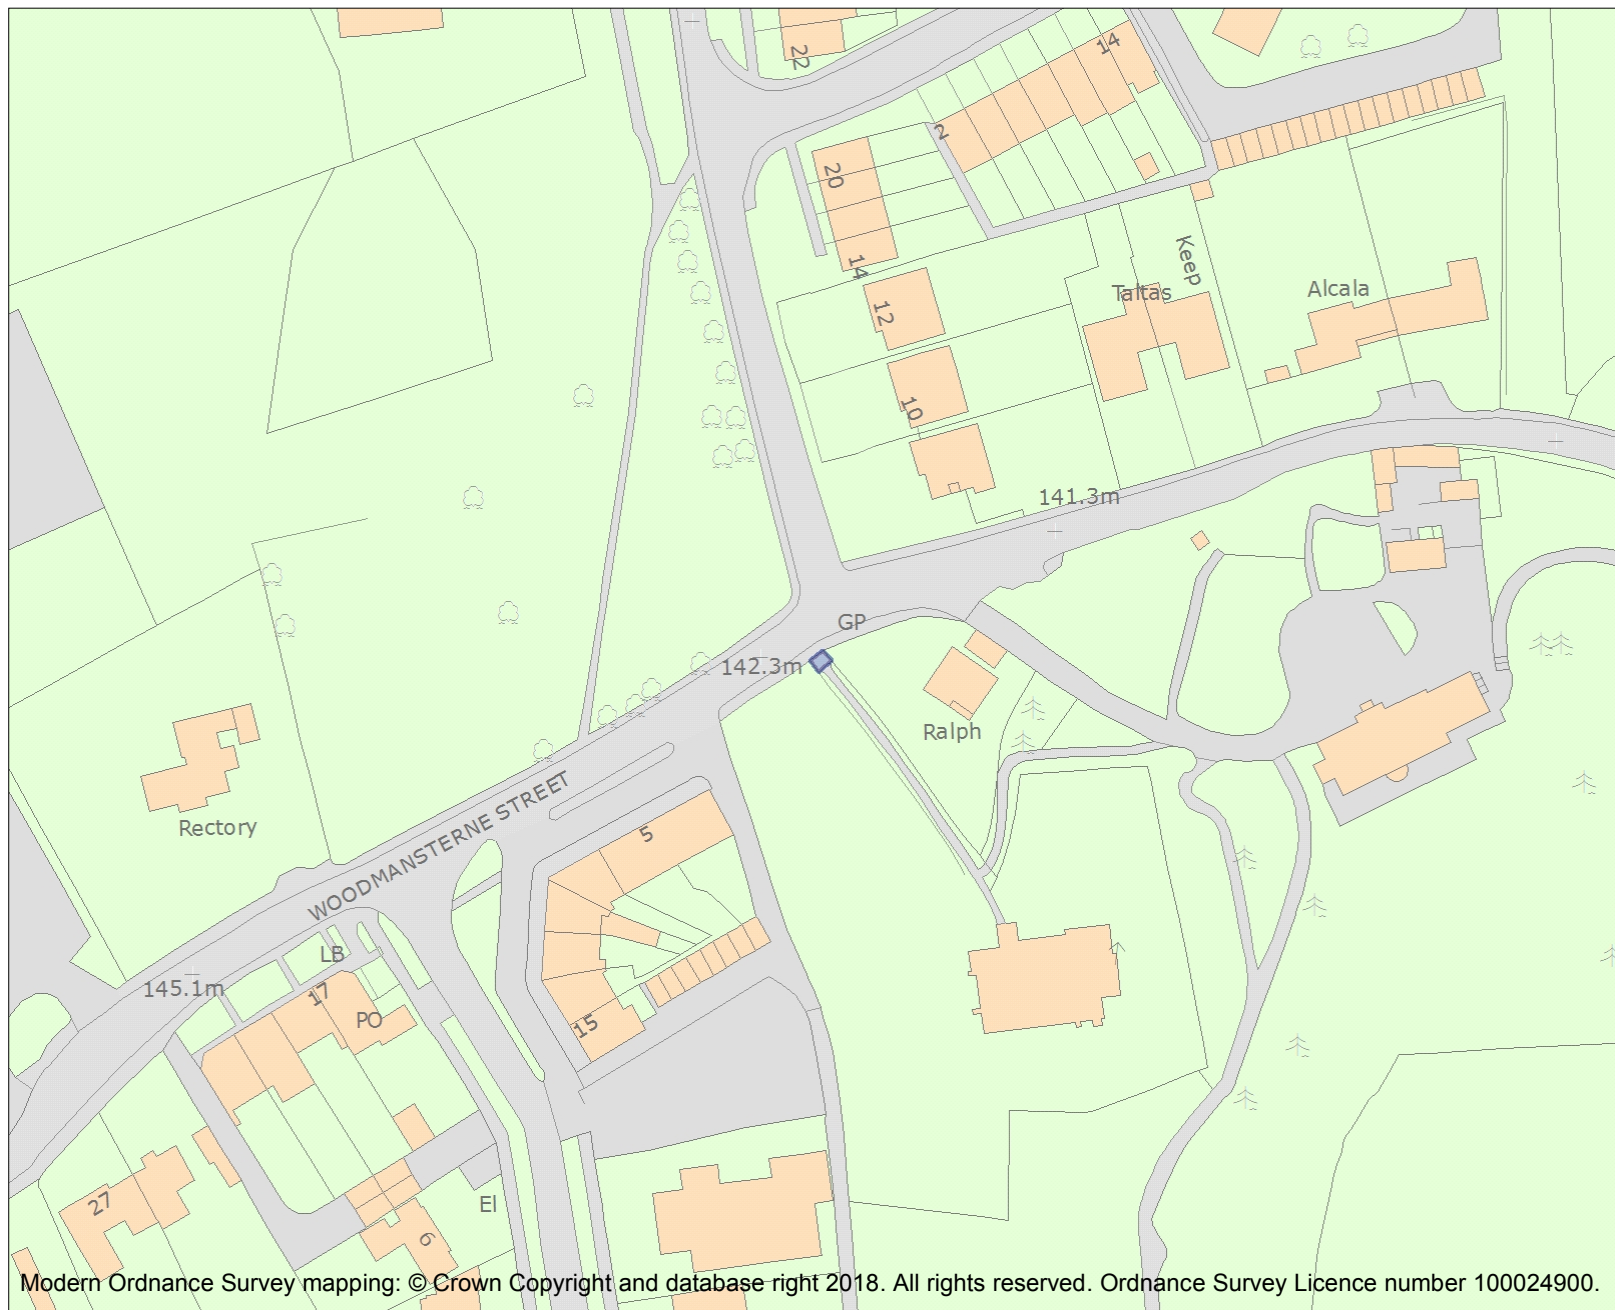 22
14
2
20
14
Keep
Taltas
Alcala
12
10
141.3m
GP
142.3m
Ralph
WOODMANSTERNE STREET
5
Rectory
LB
145.1m
17
PO
15
27
El
6
Modern Ordnance Survey mapping: © Crown Copyright and database right 2018. All rights reserved. Ordnance Survey Licence number 100024900.